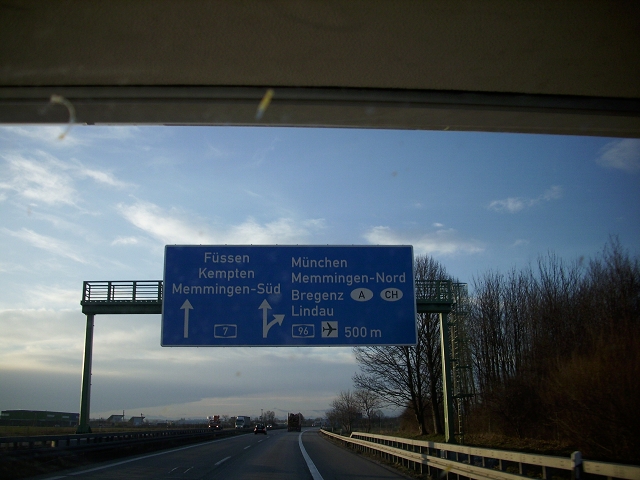 Füssen
Kempten
Memmingen-Süd
7
München
Memmingen-Nord
Bregenz A CH
Lindau
96 500 m